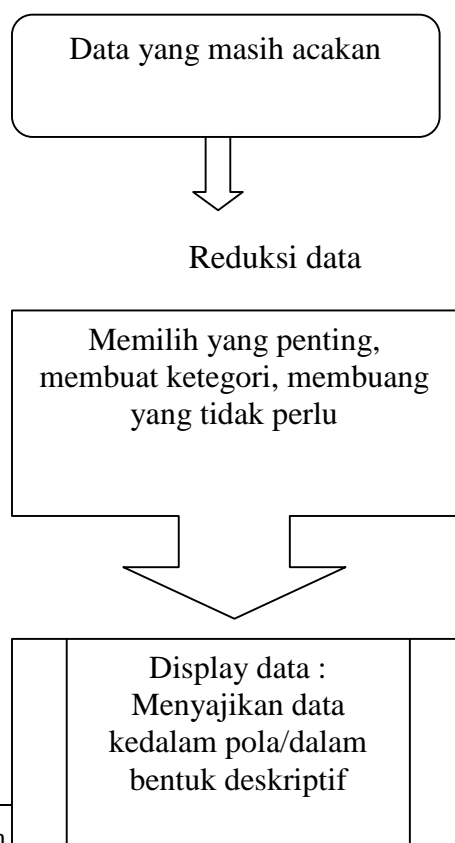 Data yang masih acakan
Reduksi data
Memilih yang penting,
membuat ketegori, membuang
yang tidak perlu
Display data :
Menyajikan data
kedalam pola/dalam
bentuk deskriptif